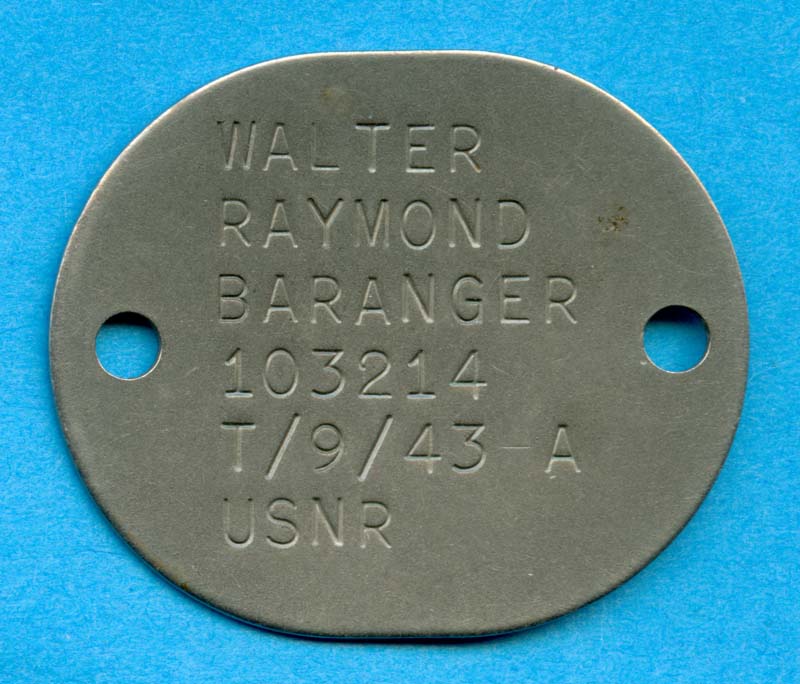 WALTER
RAYMOND
BARANGER
103214
T/9/43-A
USNR